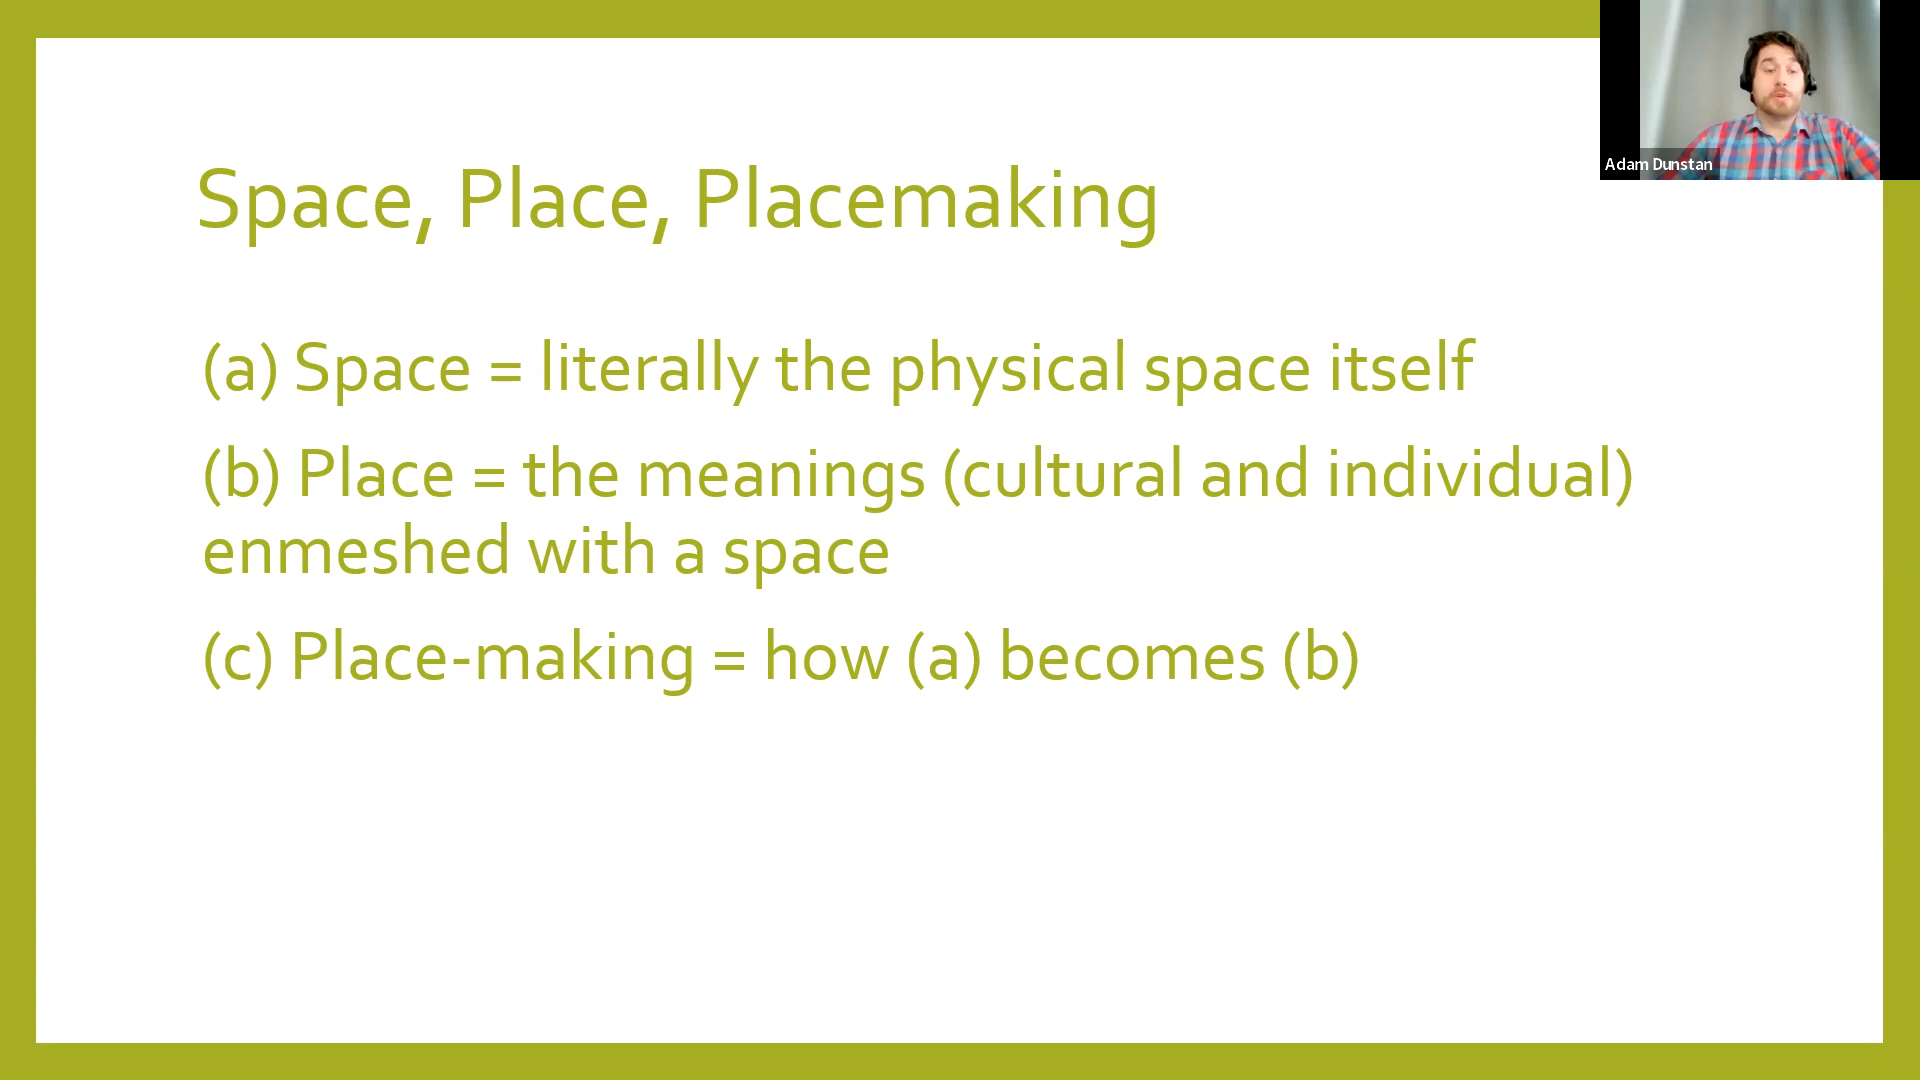 Space, Place, Placemaking
(a) Space = literally the physical space itself
(b) Place = the meanings (cultural and individual)
enmeshed with a space
(c) Place-making = how (a) becomes (b)
Adam Dunstan